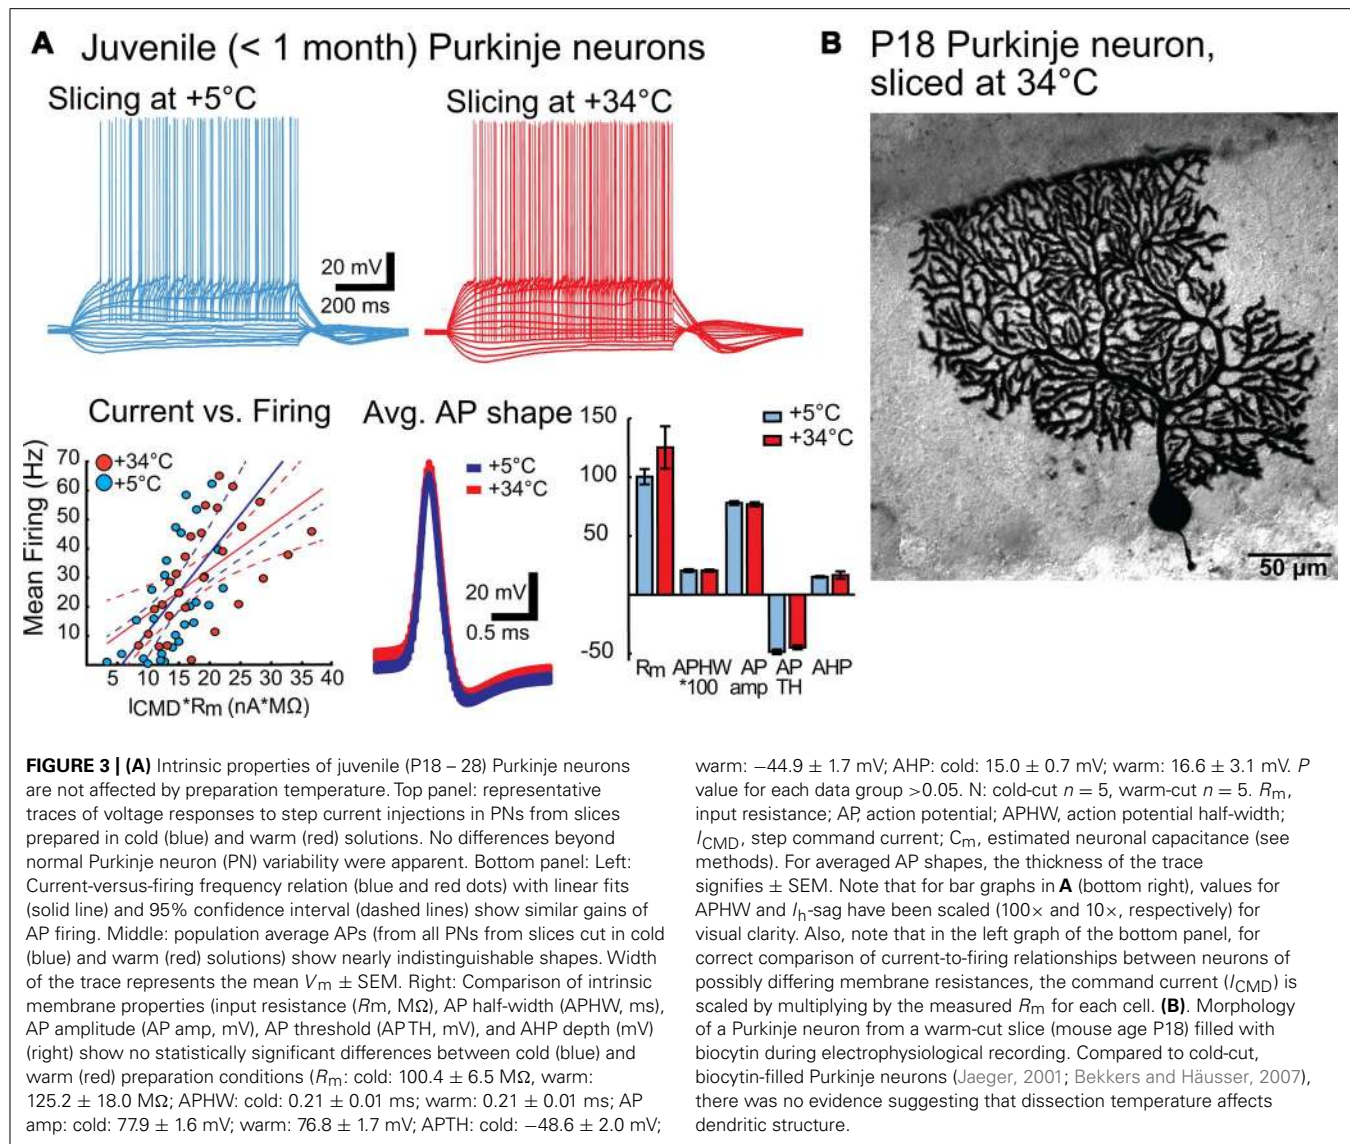 A Juvenile (< 1 month) Purkinje neurons
Slicing at +5°C
Slicing at +34°C
20 mV
200 ms
Current vs. Firing
Mean Firing (Hz)
70
60
50
40
30
20
10
+34°C
+5°C
5 10 15 20 25 30 35 40
ICMD*Rm (nA*MΩ)
Avg. AP shape
+5°C
+34°C
20 mV
0.5 ms
150
100
50
-50
+5°C
+34°C
Rm APHW AP AP AHP
*100 amp TH
B P18 Purkinje neuron,
sliced at 34°C
50 µm
FIGURE 3 | (A) Intrinsic properties of juvenile (P18 – 28) Purkinje neurons
are not affected by preparation temperature. Top panel: representative
traces of voltage responses to step current injections in PNs from slices
prepared in cold (blue) and warm (red) solutions. No differences beyond
normal Purkinje neuron (PN) variability were apparent. Bottom panel: Left:
Current-versus-firing frequency relation (blue and red dots) with linear fits
(solid line) and 95% confidence interval (dashed lines) show similar gains of
AP firing. Middle: population average APs (from all PNs from slices cut in cold
(blue) and warm (red) solutions) show nearly indistinguishable shapes. Width
of the trace represents the mean Vm ± SEM. Right: Comparison of intrinsic
membrane properties (input resistance (Rm, MΩ), AP half-width (APHW, ms),
AP amplitude (AP amp, mV), AP threshold (AP TH, mV), and AHP depth (mV)
(right) show no statistically significant differences between cold (blue) and
warm (red) preparation conditions (Rm: cold: 100.4 ± 6.5 MΩ, warm:
125.2 ± 18.0 MΩ; APHW: cold: 0.21 ± 0.01 ms; warm: 0.21 ± 0.01 ms; AP
amp: cold: 77.9 ± 1.6 mV; warm: 76.8 ± 1.7 mV; APTH: cold: −48.6 ± 2.0 mV;
warm: −44.9 ± 1.7 mV; AHP: cold: 15.0 ± 0.7 mV; warm: 16.6 ± 3.1 mV. P
value for each data group >0.05. N: cold-cut n = 5, warm-cut n = 5. Rm,
input resistance; AP, action potential; APHW, action potential half-width;
ICMD, step command current; Cm, estimated neuronal capacitance (see
methods). For averaged AP shapes, the thickness of the trace
signifies ± SEM. Note that for bar graphs in A (bottom right), values for
APHW and Ih-sag have been scaled (100× and 10×, respectively) for
visual clarity. Also, note that in the left graph of the bottom panel, for
correct comparison of current-to-firing relationships between neurons of
possibly differing membrane resistances, the command current (ICMD) is
scaled by multiplying by the measured Rm for each cell. (B). Morphology
of a Purkinje neuron from a warm-cut slice (mouse age P18) filled with
biocytin during electrophysiological recording. Compared to cold-cut,
biocytin-filled Purkinje neurons (Jaeger, 2001; Bekkers and Häusser, 2007),
there was no evidence suggesting that dissection temperature affects
dendritic structure.